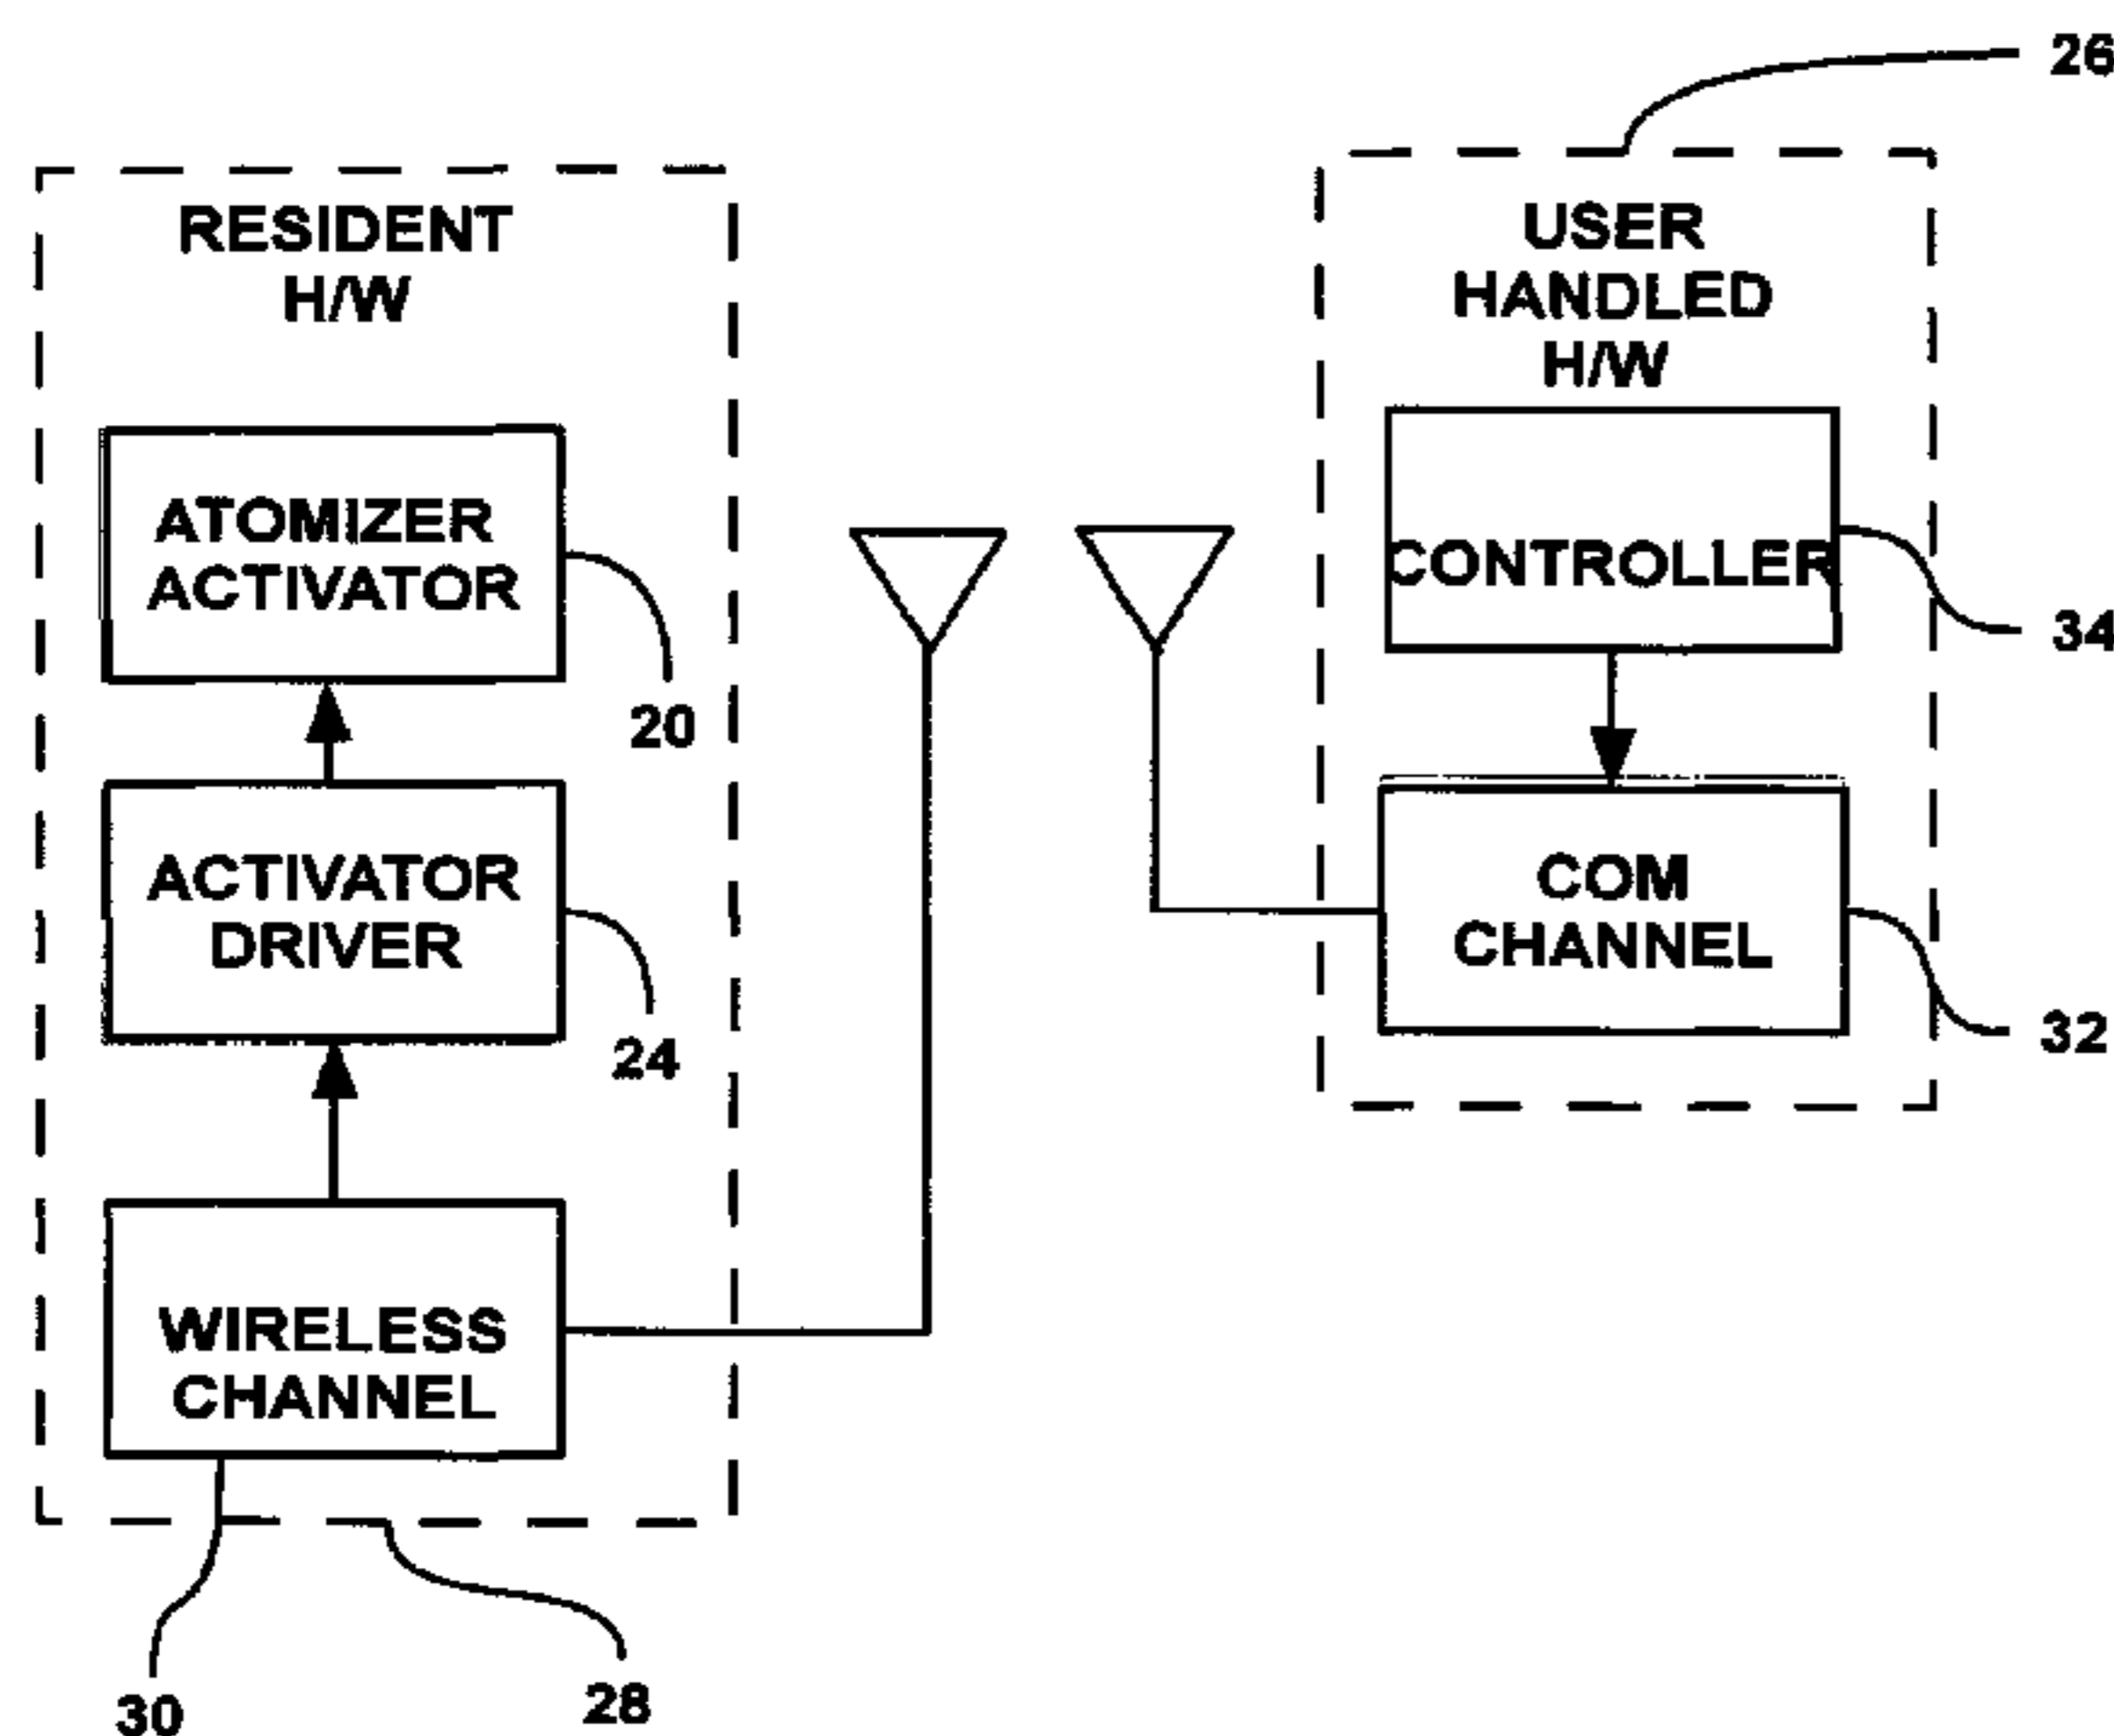 26
RESIDENT
H/W
USER
HANDLED
H/W
ATOMIZER
ACTIVATOR
20
CONTROLLER
34
ACTIVATOR
DRIVER
24
COM
CHANNEL
32
WIRELESS
CHANNEL
30
28